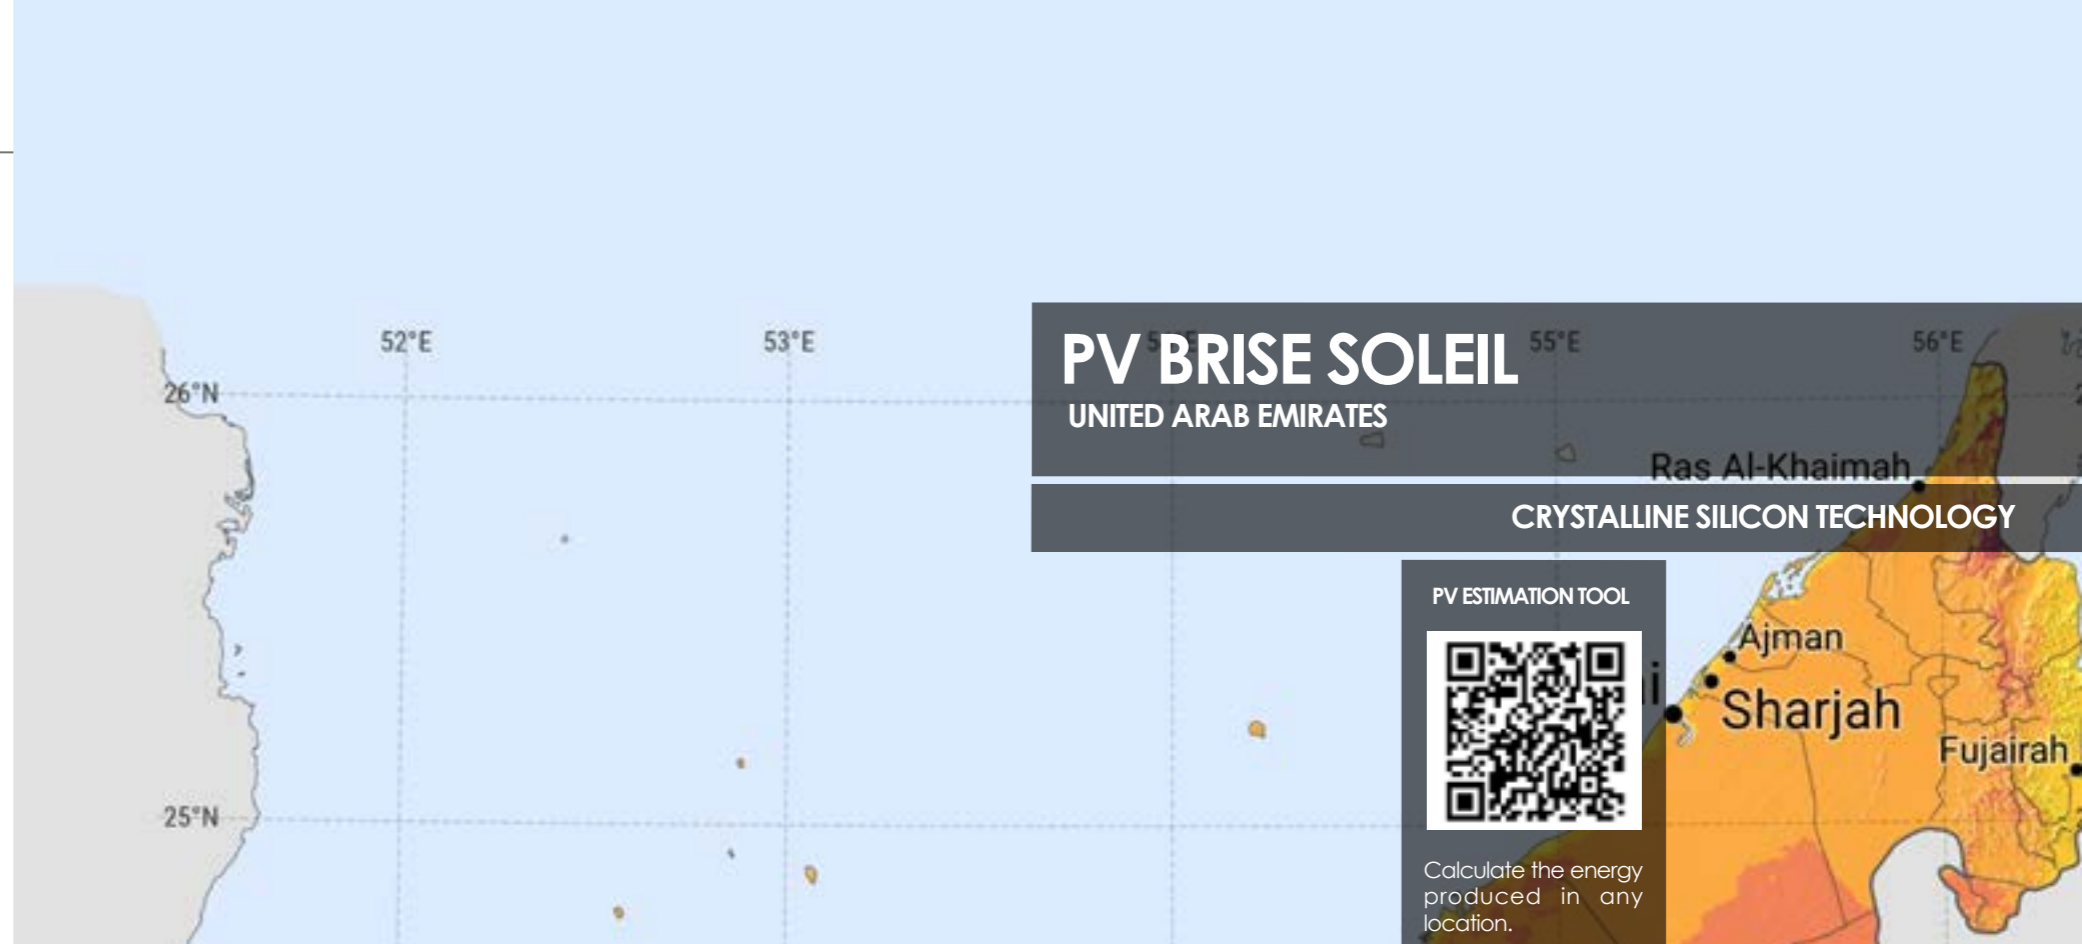 52°E
53°E
55°E
56°E
PV BRISE SOLEIL
26°N
UNITED ARAB EMIRATES
Ras Al-Khaimah
CRYSTALLINE SILICON TECHNOLOGY
PV ESTIMATION TOOL
Ajman
Sharjah
Fujairah
25°N
Calculate the energy
produced in any
location.